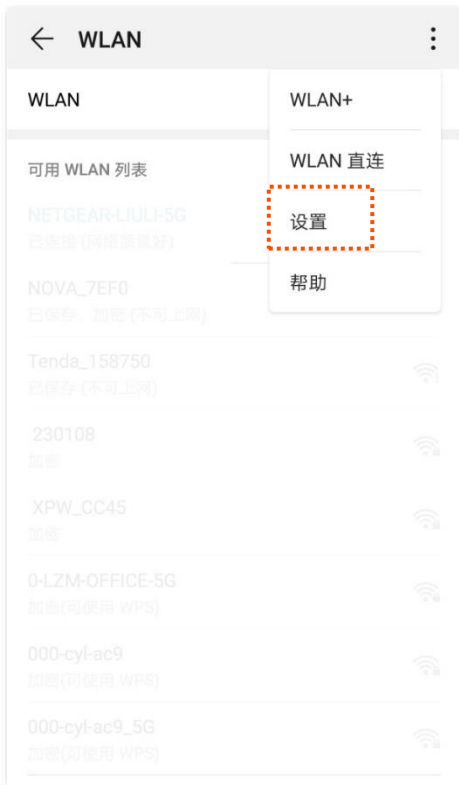 WLAN
WLAN
WLAN+
WLAN 直连
设置
帮助
可用 WLAN 列表
NETGEAR-LIULI-5G
已连接 (网络质量好)
NOVA_7EF0
已保存、加密 (不可上网)
Tenda_158750
已保存 (不可上网)
230108
加密
XPW_CC45
加密
0-LZM-OFFICE-5G
加密(可使用 WPS)
000-cyl-ac9
加密(可使用 WPS)
000-cyl-ac9_5G
加密(可使用 WPS)